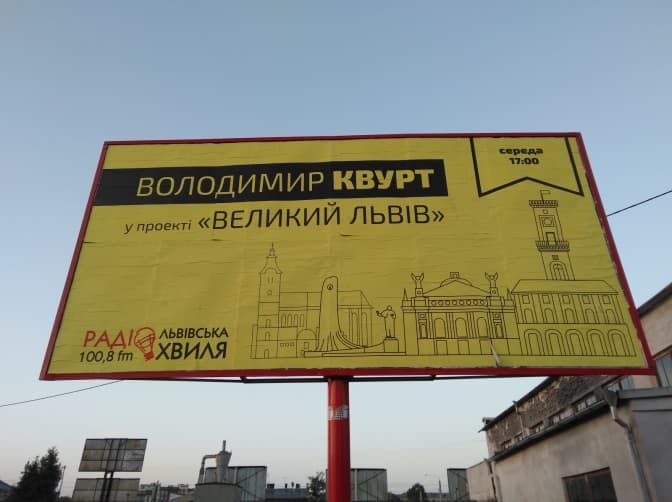 середа
17:00
ВОЛОДИМИР КВУРТ
у проекті «ВЕЛИКИЙ ЛЬВІВ»
РАДІО ЛЬВІВСЬКА
100,8 fm ХВИЛЯ